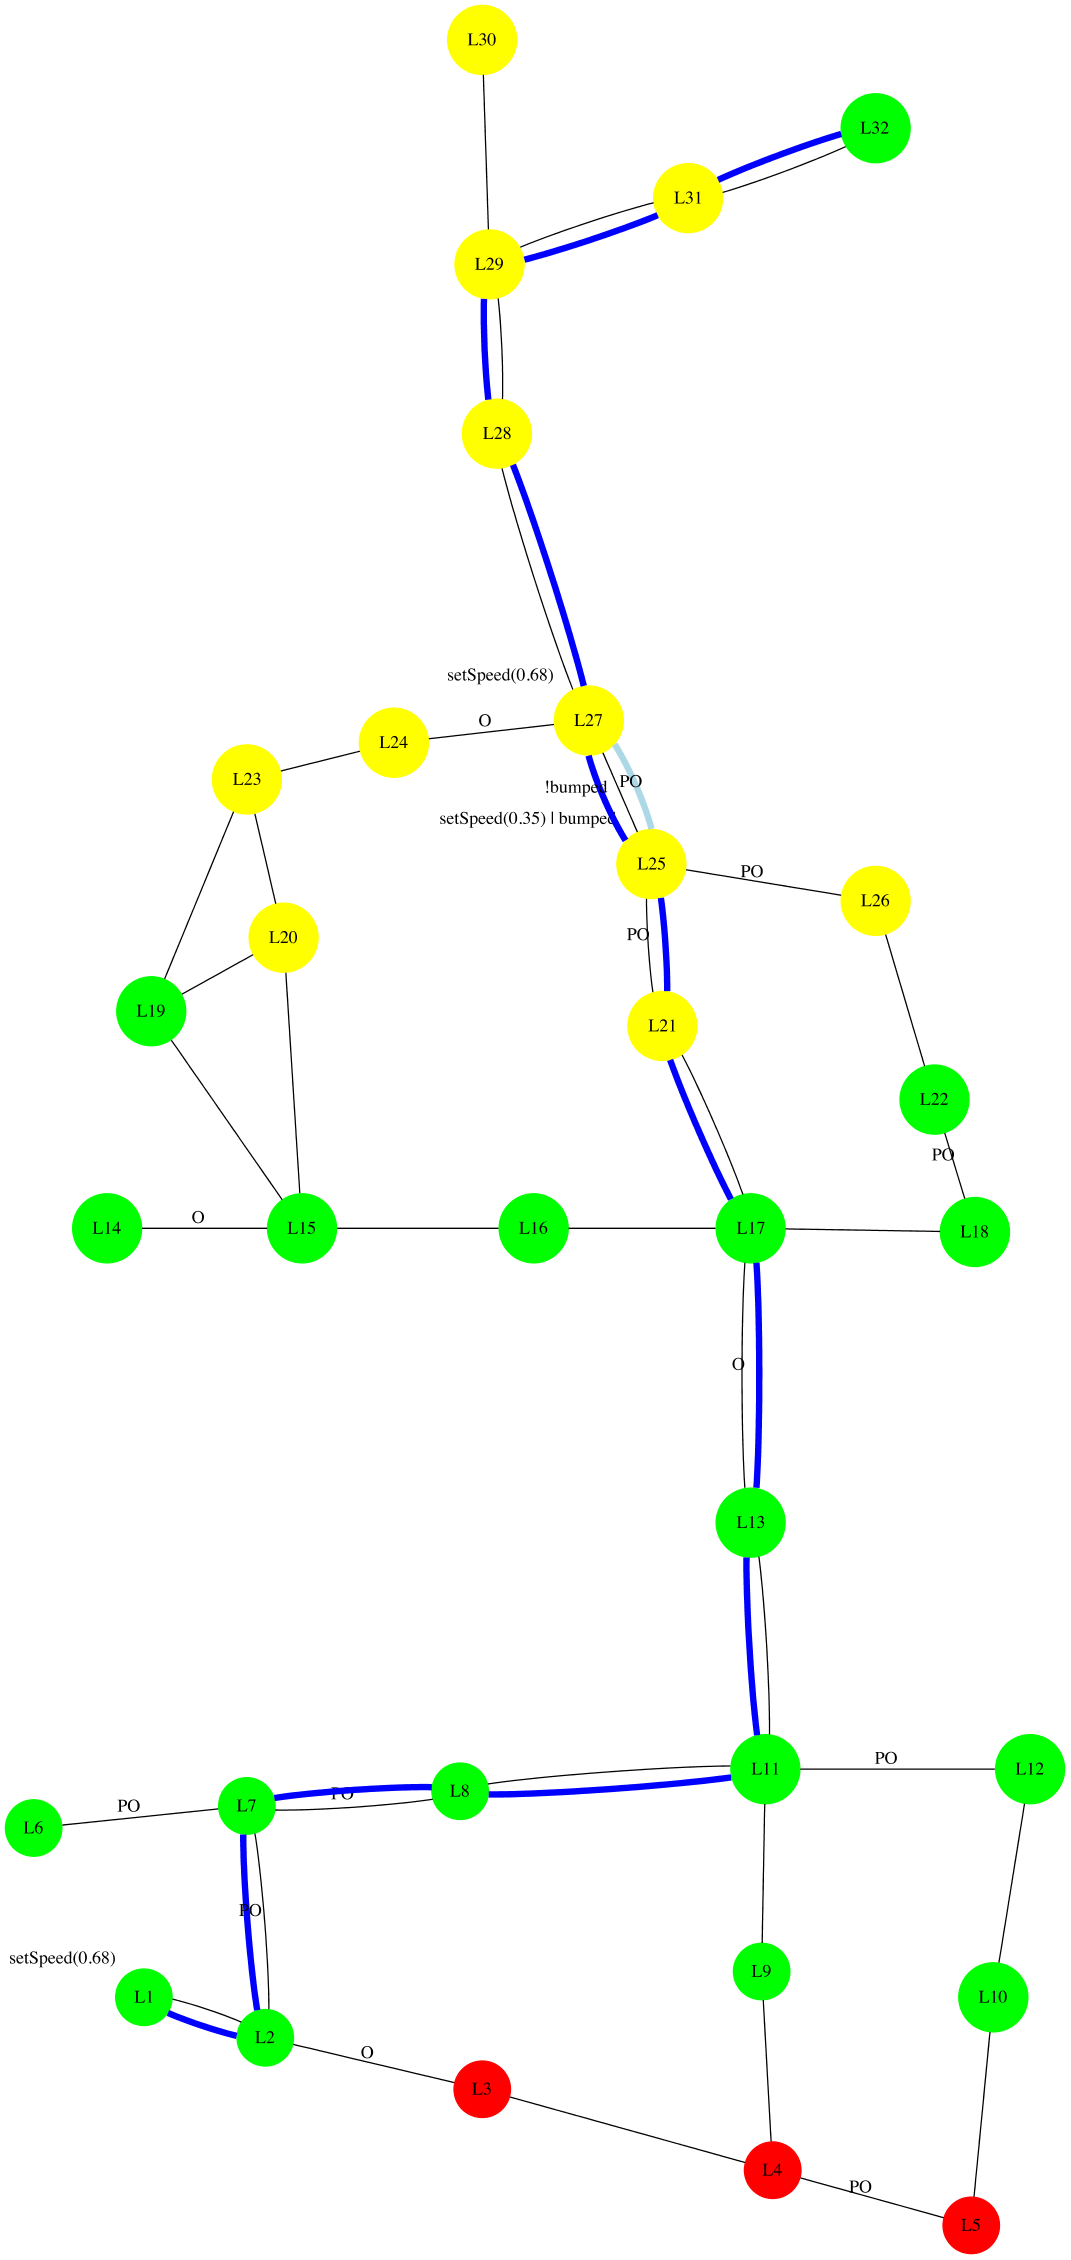 L30
L32
L31
L29
L28
setSpeed(0.68)
L27
O
L24
L23
PO
!bumped
setSpeed(0.35) | bumped
L25
PO
L26
L20
PO
L19
L21
L22
PO
O
L14
L15
L16
L17
L18
O
L13
L11
PO
L12
L8
PO
L7
PO
L6
PO
setSpeed(0.68)
L1
L9
L10
L2
O
L3
L4
PO
L5